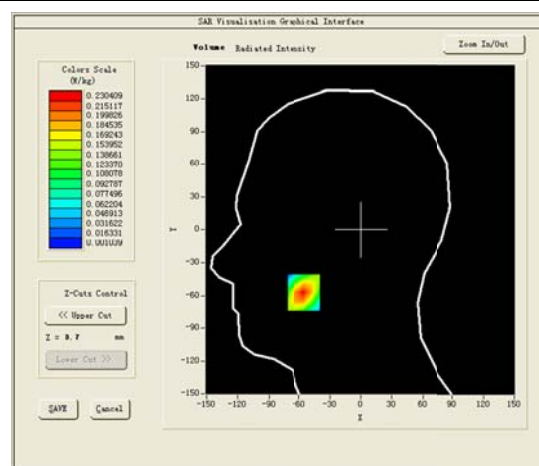 SAR Visualisation Graphical Interface
Volume Radiated Intensity
Zoom In/Out
Colors Scale
(W/kg)
0.230409
0.215117
0.199826
0.184535
0.169243
0.153952
0.138661
0.123370
0.108078
0.092787
0.077496
0.062204
0.046913
0.031622
0.016331
0.001039
Z-Cuts Control
<< Upper Cut
Z = 0.7 mm
Lower Cut >>
SAVE Cancel
150
120
90
60
30
Y 0
-30
-60
-90
-120
-150
-150 -120 -90 -60 -30 0 30 60 90 120 150
X